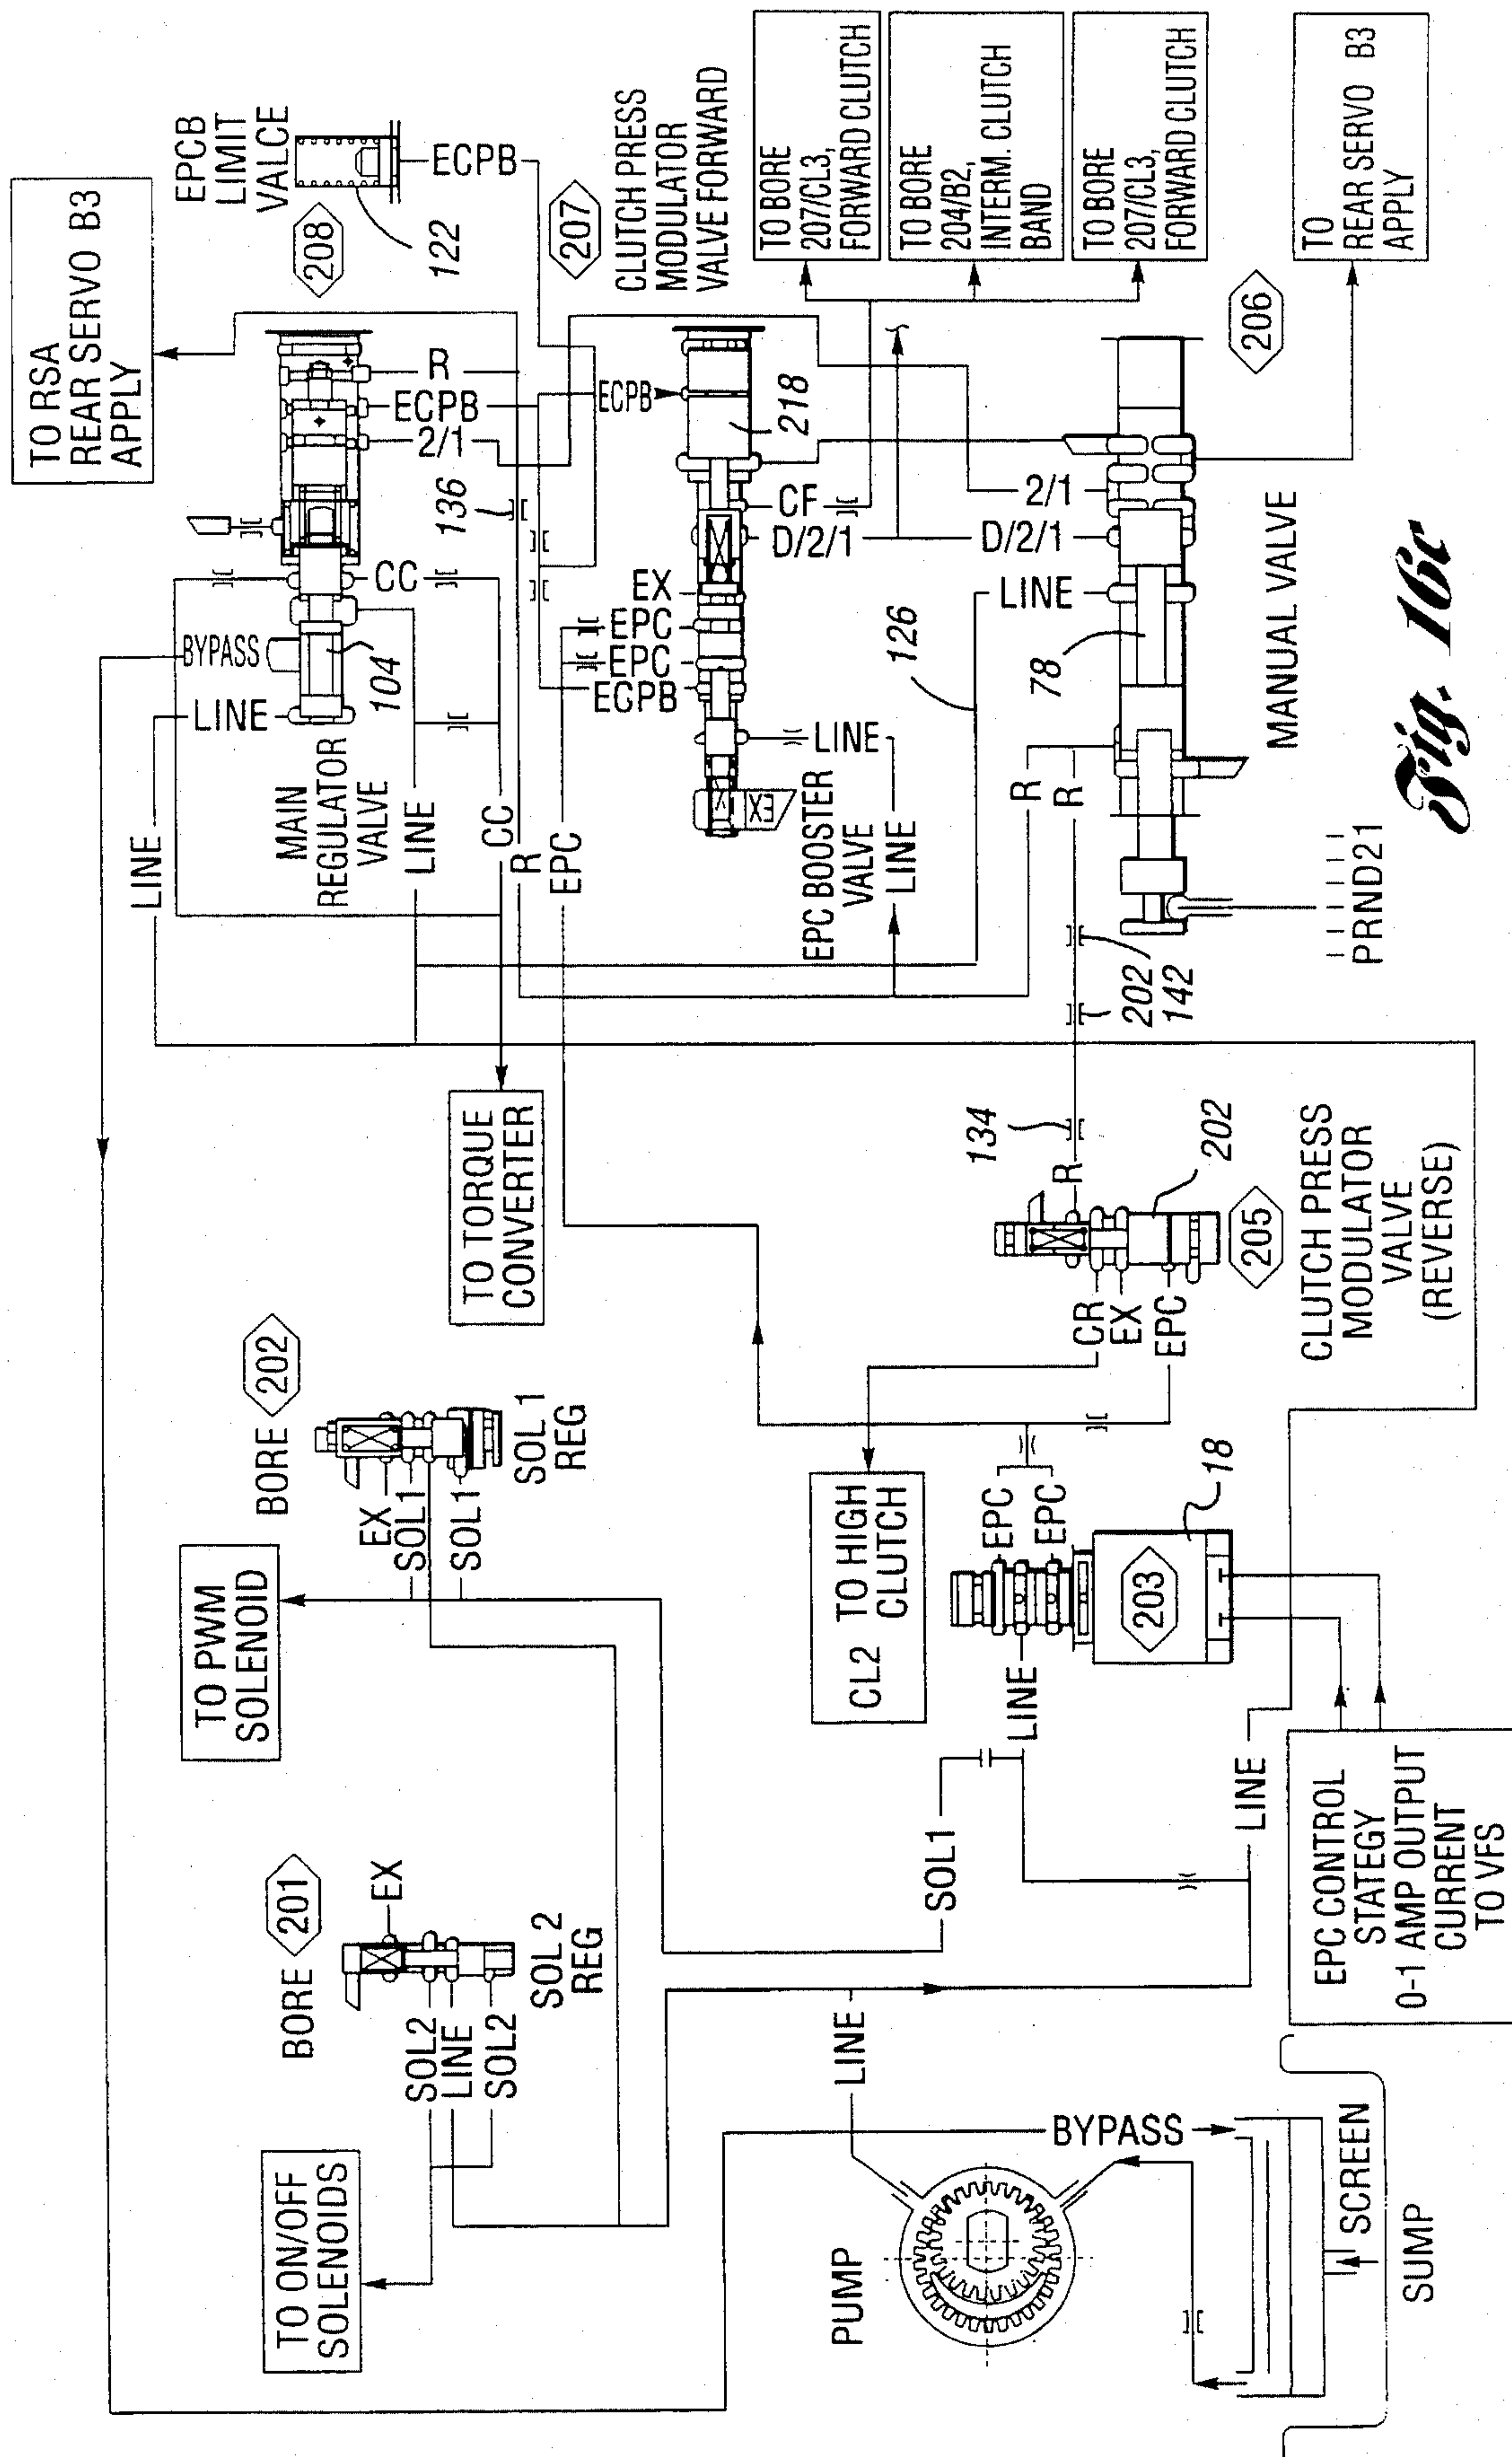 TO RSA
REAR SERVO B3
APPLY
EPCB
LIMIT
VALCE
208
122
ECPB
207
CLUTCH PRESS
MODULATOR
VALVE FORWARD
TO BORE
207/CL3,
FORWARD CLUTCH
TO BORE
204/B2,
INTERM. CLUTCH
BAND
TO BORE
207/CL3,
FORWARD CLUTCH
TO
REAR SERVO B3
APPLY
206
R
ECPB
2/1
136
CC
BYPASS
LINE
104
MAIN
REGULATOR
VALVE
LINE
LINE
CC
R
EPC
ECPB
218
CF
D/2/1
EX
EPC
EPC
ECPB
LINE
EX
EPC BOOSTER
VALVE
LINE
126
2/1
D/2/1
LINE
78
MANUAL VALVE
R
R
PRND21
202
142
Fig. 16c
TO TORQUE
CONVERTER
134
R
202
205
CR
EX
EPC
CLUTCH PRESS
MODULATOR
VALVE
(REVERSE)
BORE 202
EX
SOL1
SOL1
SOL 1
REG
TO PWM
SOLENOID
CL2 TO HIGH
CLUTCH
EPC
EPC
18
203
LINE
SOL1
LINE
EPC CONTROL
STATEGY
0-1 AMP OUTPUT
CURRENT
TO VFS
BORE 201
EX
SOL2
LINE
SOL2
SOL 2
REG
TO ON/OFF
SOLENOIDS
LINE
PUMP
BYPASS
SCREEN
SUMP